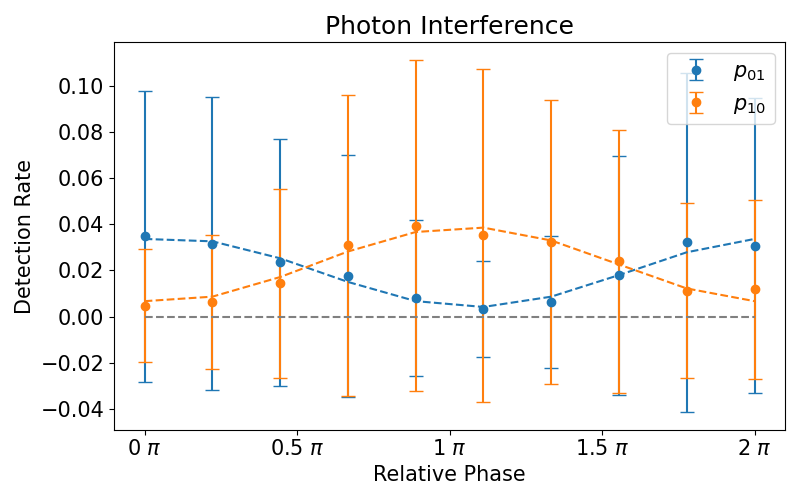 Photon Interference
Detection Rate
0.10
0.08
0.06
0.04
0.02
0.00
−0.02
−0.04
p01
p10
0 π
0.5 π
1 π
1.5 π
2 π
Relative Phase